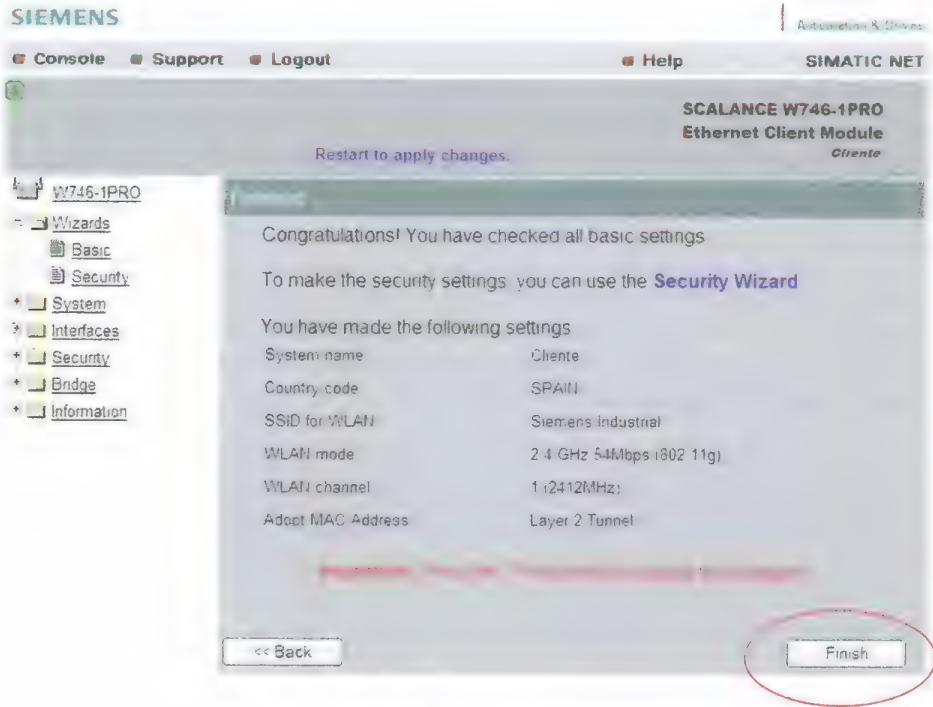 SIEMENS
Automation & Drives
Console Support Logout Help SIMATIC NET
SCALANCE W746-1PRO
Ethernet Client Module
Cliente
Restart to apply changes.
W746-1PRO
Wizards
Basic
Security
System
Interfaces
Security
Bridge
Information
Congratulations! You have checked all basic settings
To make the security settings you can use the Security Wizard
You have made the following settings
System name Cliente
Country code SPAIN
SSID for WLAN Siemens Industrial
WLAN mode 2.4 GHz 54Mbps (802.11g)
WLAN channel 1 (2412MHz)
Adopt MAC Address Layer 2 Tunnel
<< Back Finish